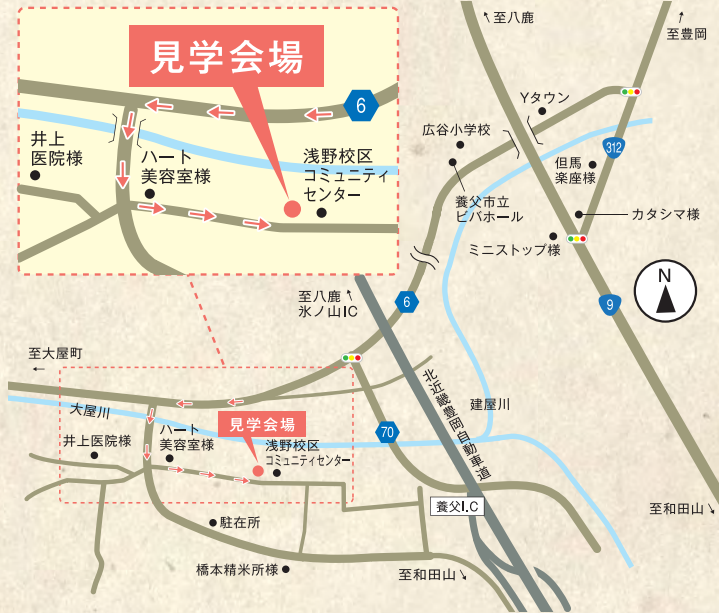 ↖至八鹿
↗
至豊岡
見学会場
6
井上
医院様
ハート
美容室様
浅野校区
コミュニティ
センター
Yタウン
広谷小学校
312
但馬
楽座様
養父市立
ビバホール
カタシマ様
ミニストップ様
N
至八鹿↖
氷ノ山IC
6
9
至大屋町
←
北近畿豊岡自動車道
大屋川
建屋川
見学会場
70
井上医院様
ハート
美容室様
浅野校区
コミュニティセンター
養父I.C
至和田山↘
駐在所
橋本精米所様
至和田山↘